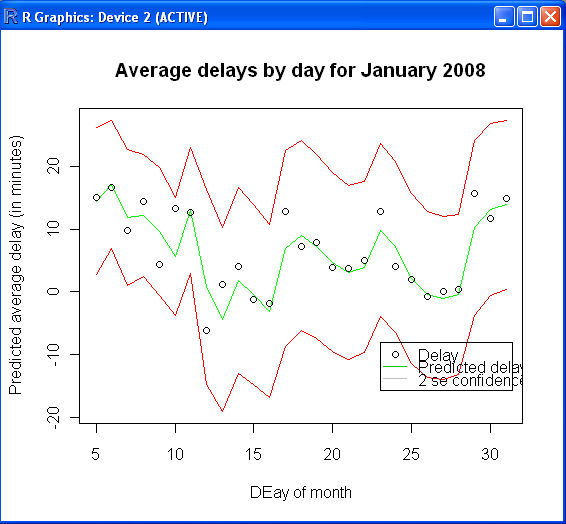 R Graphics: Device 2 (ACTIVE)
Average delays by day for January 2008
Predicted average delay (in minutes)
20
10
0
-10
-20
Delay
Predicted delay
2 se confidence
5
10
15
20
25
30
DEay of month